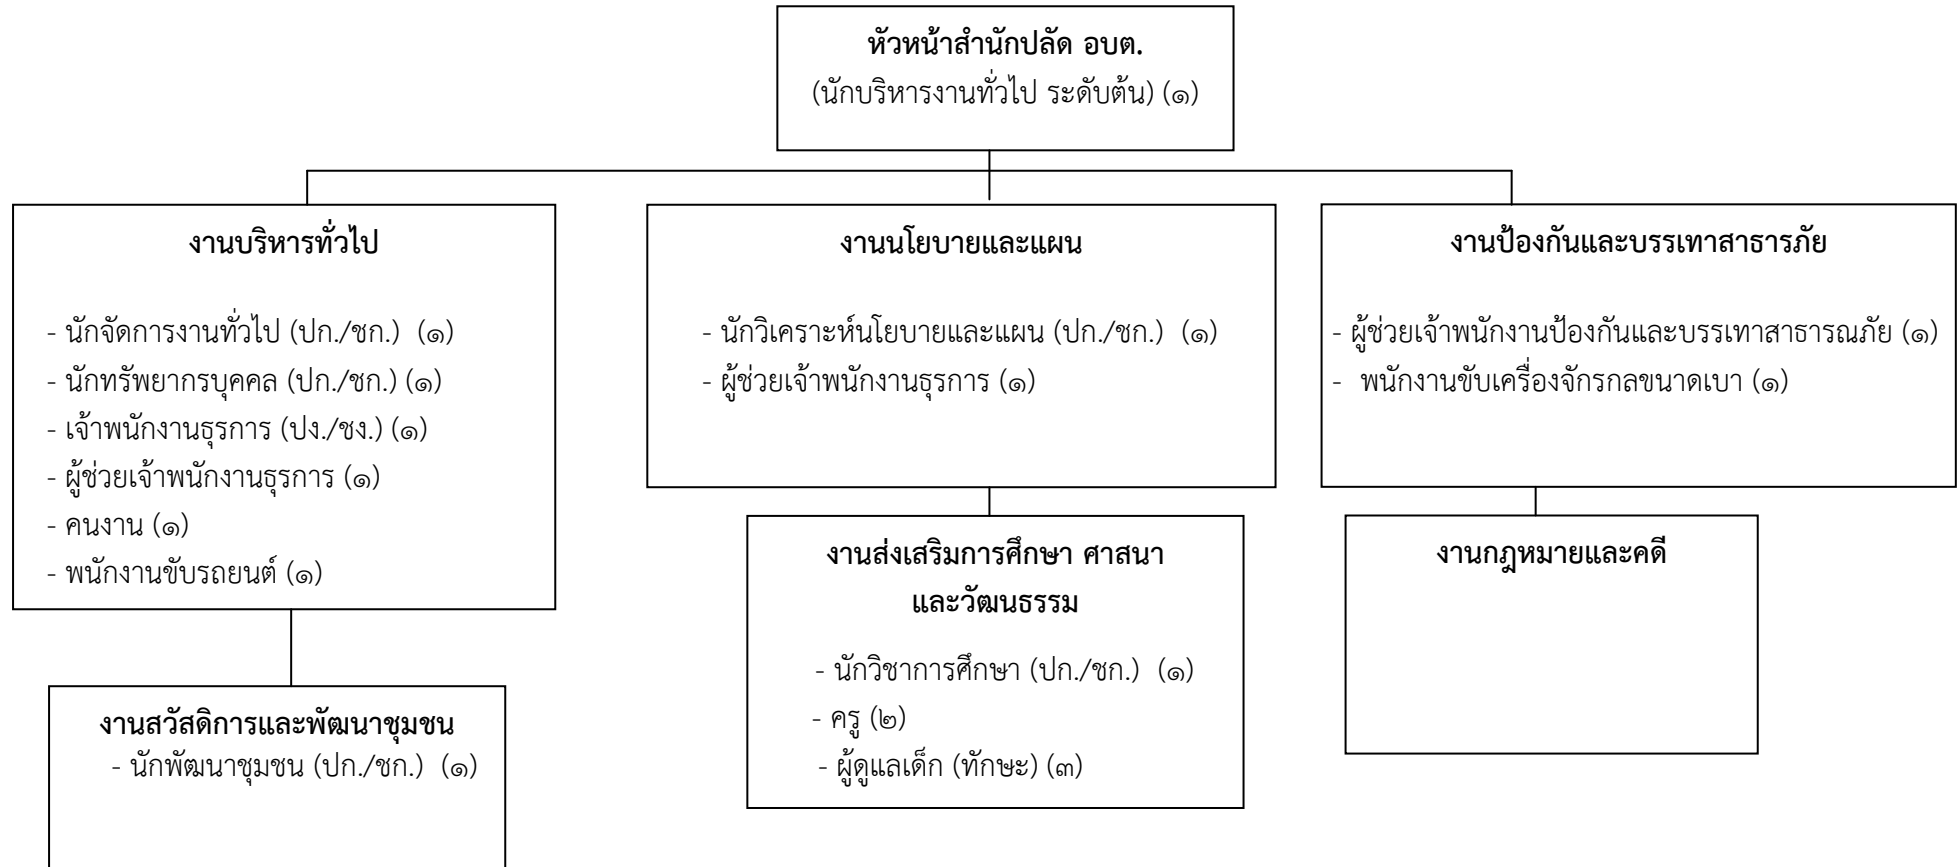 หัวหน้าสำนักปลัด อบต.
(นักบริหารงานทั่วไป ระดับต้น) (๑)
งานบริหารทั่วไป
- นักจัดการงานทั่วไป (ปก./ชก.) (๑)
- นักทรัพยากรบุคคล (ปก./ชก.) (๑)
- เจ้าพนักงานธุรการ (ปง./ชง.) (๑)
- ผู้ช่วยเจ้าพนักงานธุรการ (๑)
- คนงาน (๑)
- พนักงานขับรถยนต์ (๑)
งานนโยบายและแผน
- นักวิเคราะห์นโยบายและแผน (ปก./ชก.) (๑)
- ผู้ช่วยเจ้าพนักงานธุรการ (๑)
งานป้องกันและบรรเทาสาธารภัย
- ผู้ช่วยเจ้าพนักงานป้องกันและบรรเทาสาธารณภัย (๑)
- พนักงานขับเครื่องจักรกลขนาดเบา (๑)
งานสวัสดิการและพัฒนาชุมชน
- นักพัฒนาชุมชน (ปก./ชก.) (๑)
งานส่งเสริมการศึกษา ศาสนา
และวัฒนธรรม
- นักวิชาการศึกษา (ปก./ชก.) (๑)
- ครู (๒)
- ผู้ดูแลเด็ก (ทักษะ) (๓)
งานกฎหมายและคดี